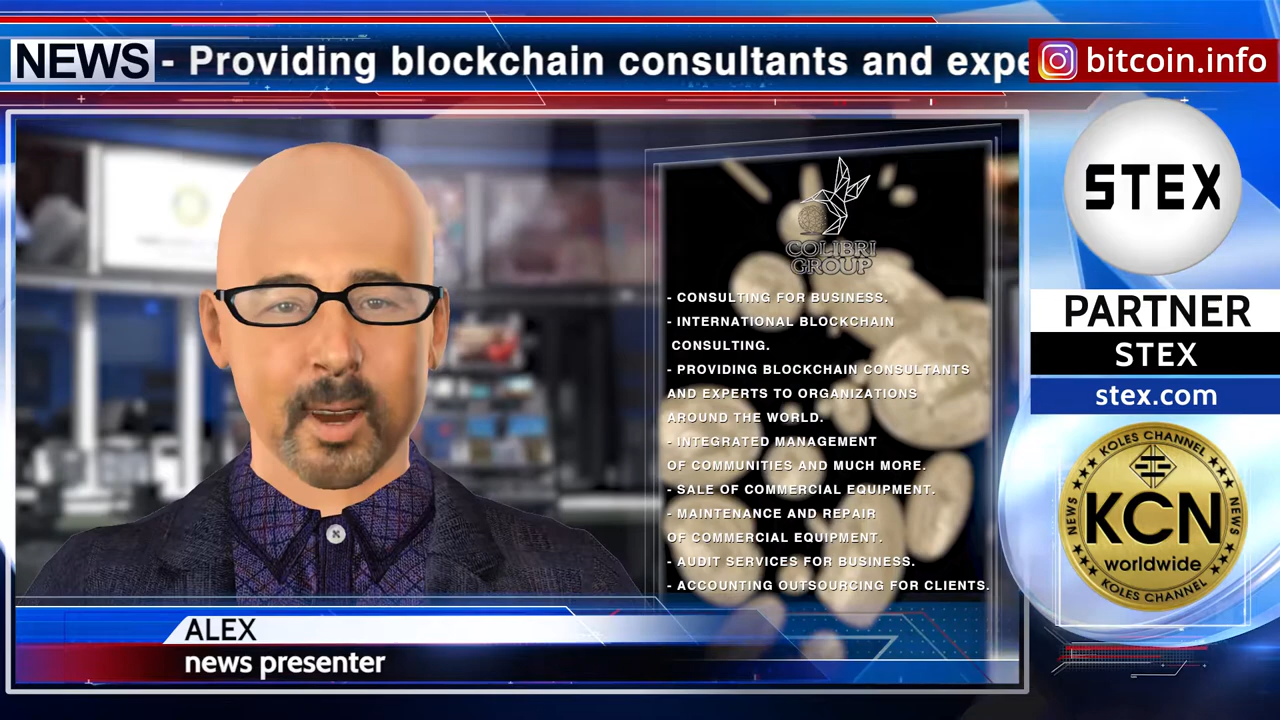 NEWS - Providing blockchain consultants and expe
bitcoin.info
STEX
PARTNER
STEX
stex.com
KOLES CHANNEL
NEWS
KCN
NEWS
worldwide
KOLES CHANNEL
COLIBRI
GROUP
- CONSULTING FOR BUSINESS.
- INTERNATIONAL BLOCKCHAIN
CONSULTING.
- PROVIDING BLOCKCHAIN CONSULTANTS
AND EXPERTS TO ORGANIZATIONS
AROUND THE WORLD.
- INTEGRATED MANAGEMENT
OF COMMUNITIES AND MUCH MORE.
- SALE OF COMMERCIAL EQUIPMENT.
- MAINTENANCE AND REPAIR
OF COMMERCIAL EQUIPMENT.
- AUDIT SERVICES FOR BUSINESS.
- ACCOUNTING OUTSOURCING FOR CLIENTS.
ALEX
news presenter